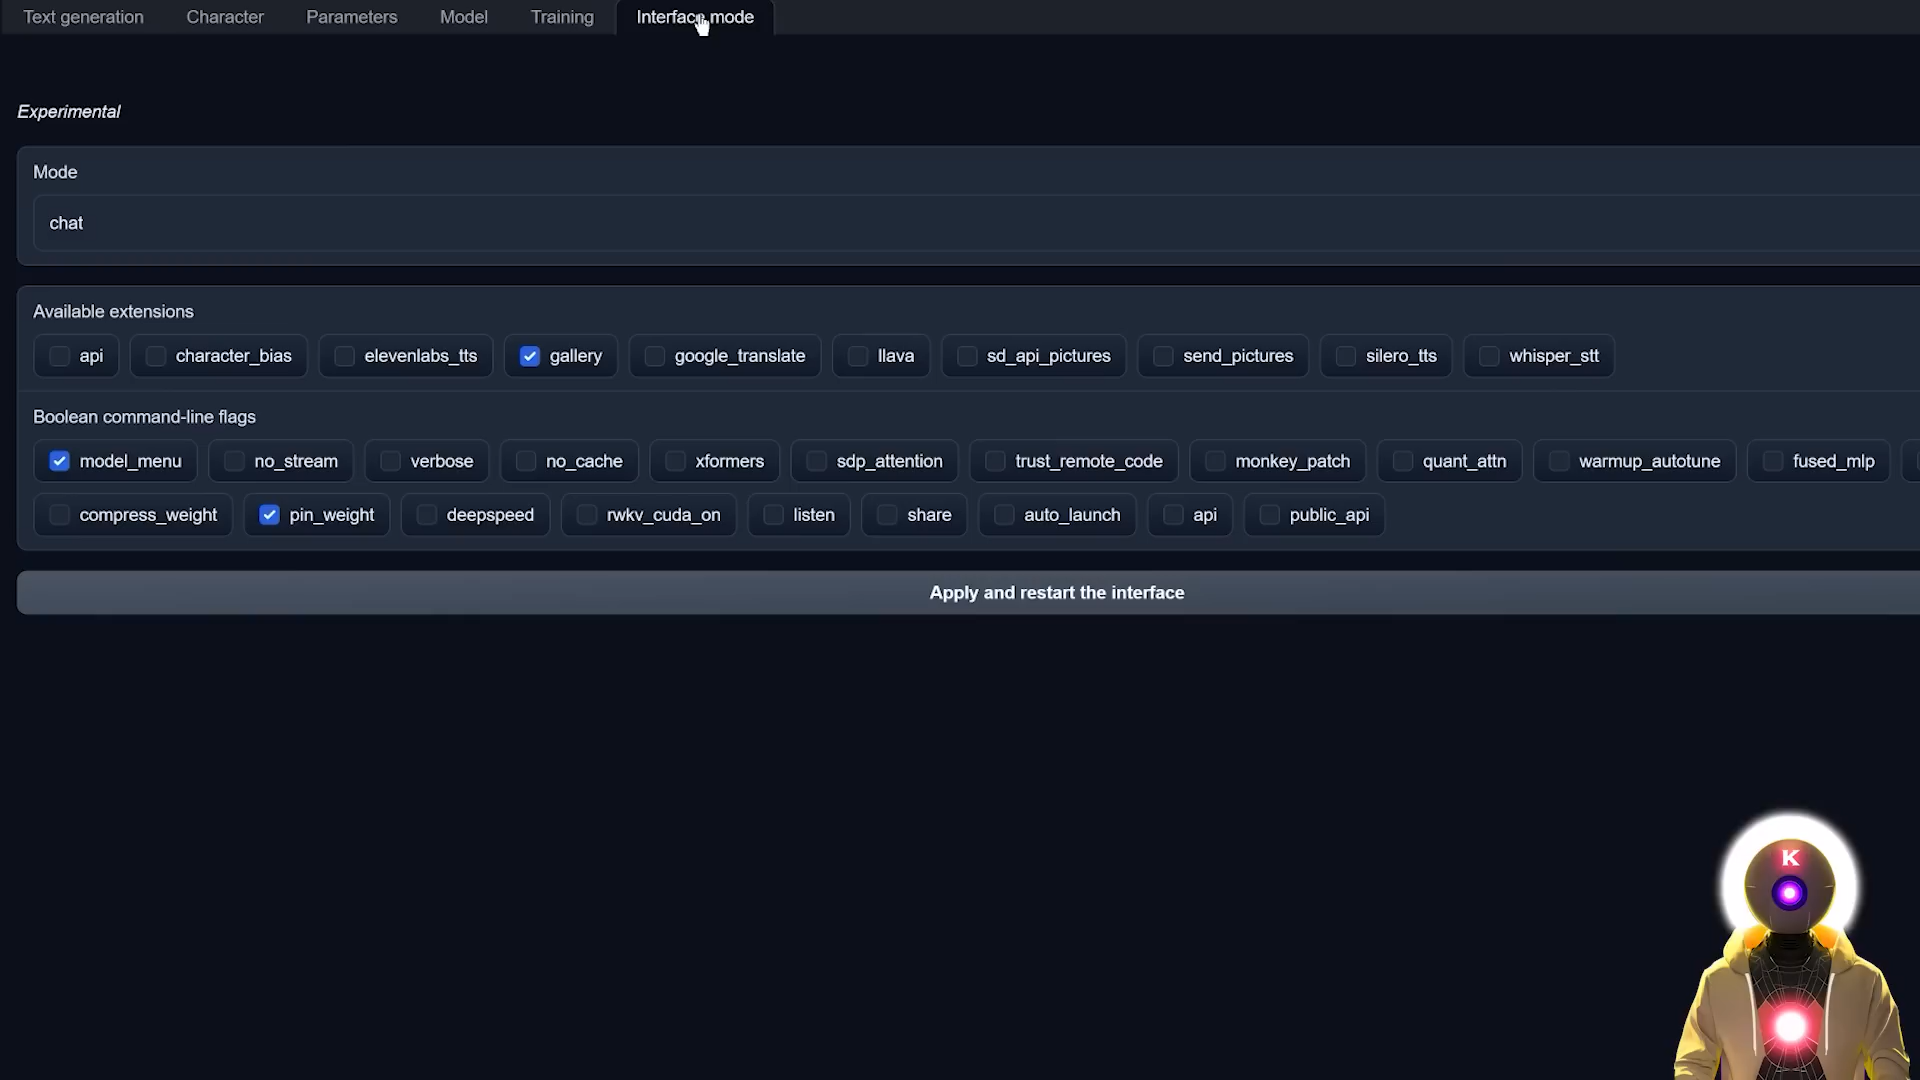 Text generation Character Parameters Model Training Interface mode
Experimental
Mode
chat
Available extensions
api character_bias elevenlabs_tts gallery google_translate llava sd_api_pictures send_pictures silero_tts whisper_stt
Boolean command-line flags
model_menu no_stream verbose no_cache xformers sdp_attention trust_remote_code monkey_patch quant_attn warmup_autotune fused_mlp
compress_weight pin_weight deepspeed rwkv_cuda_on listen share auto_launch api public_api
Apply and restart the interface
K